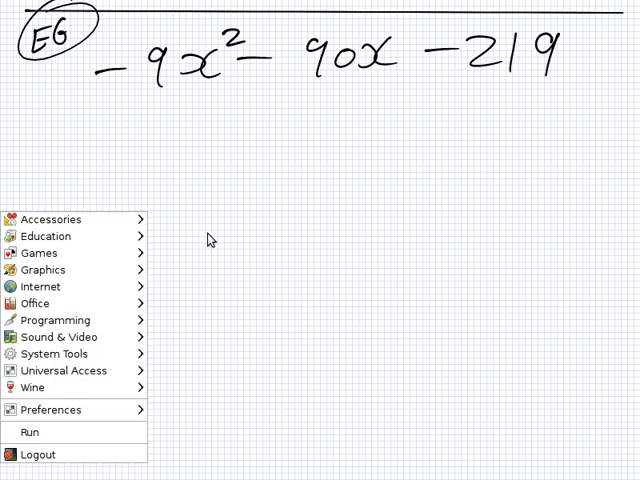 EG
-9x²- 90x -219
Accessories
Education
Games
Graphics
Internet
Office
Programming
Sound & Video
System Tools
Universal Access
Wine
Preferences
Run
Logout